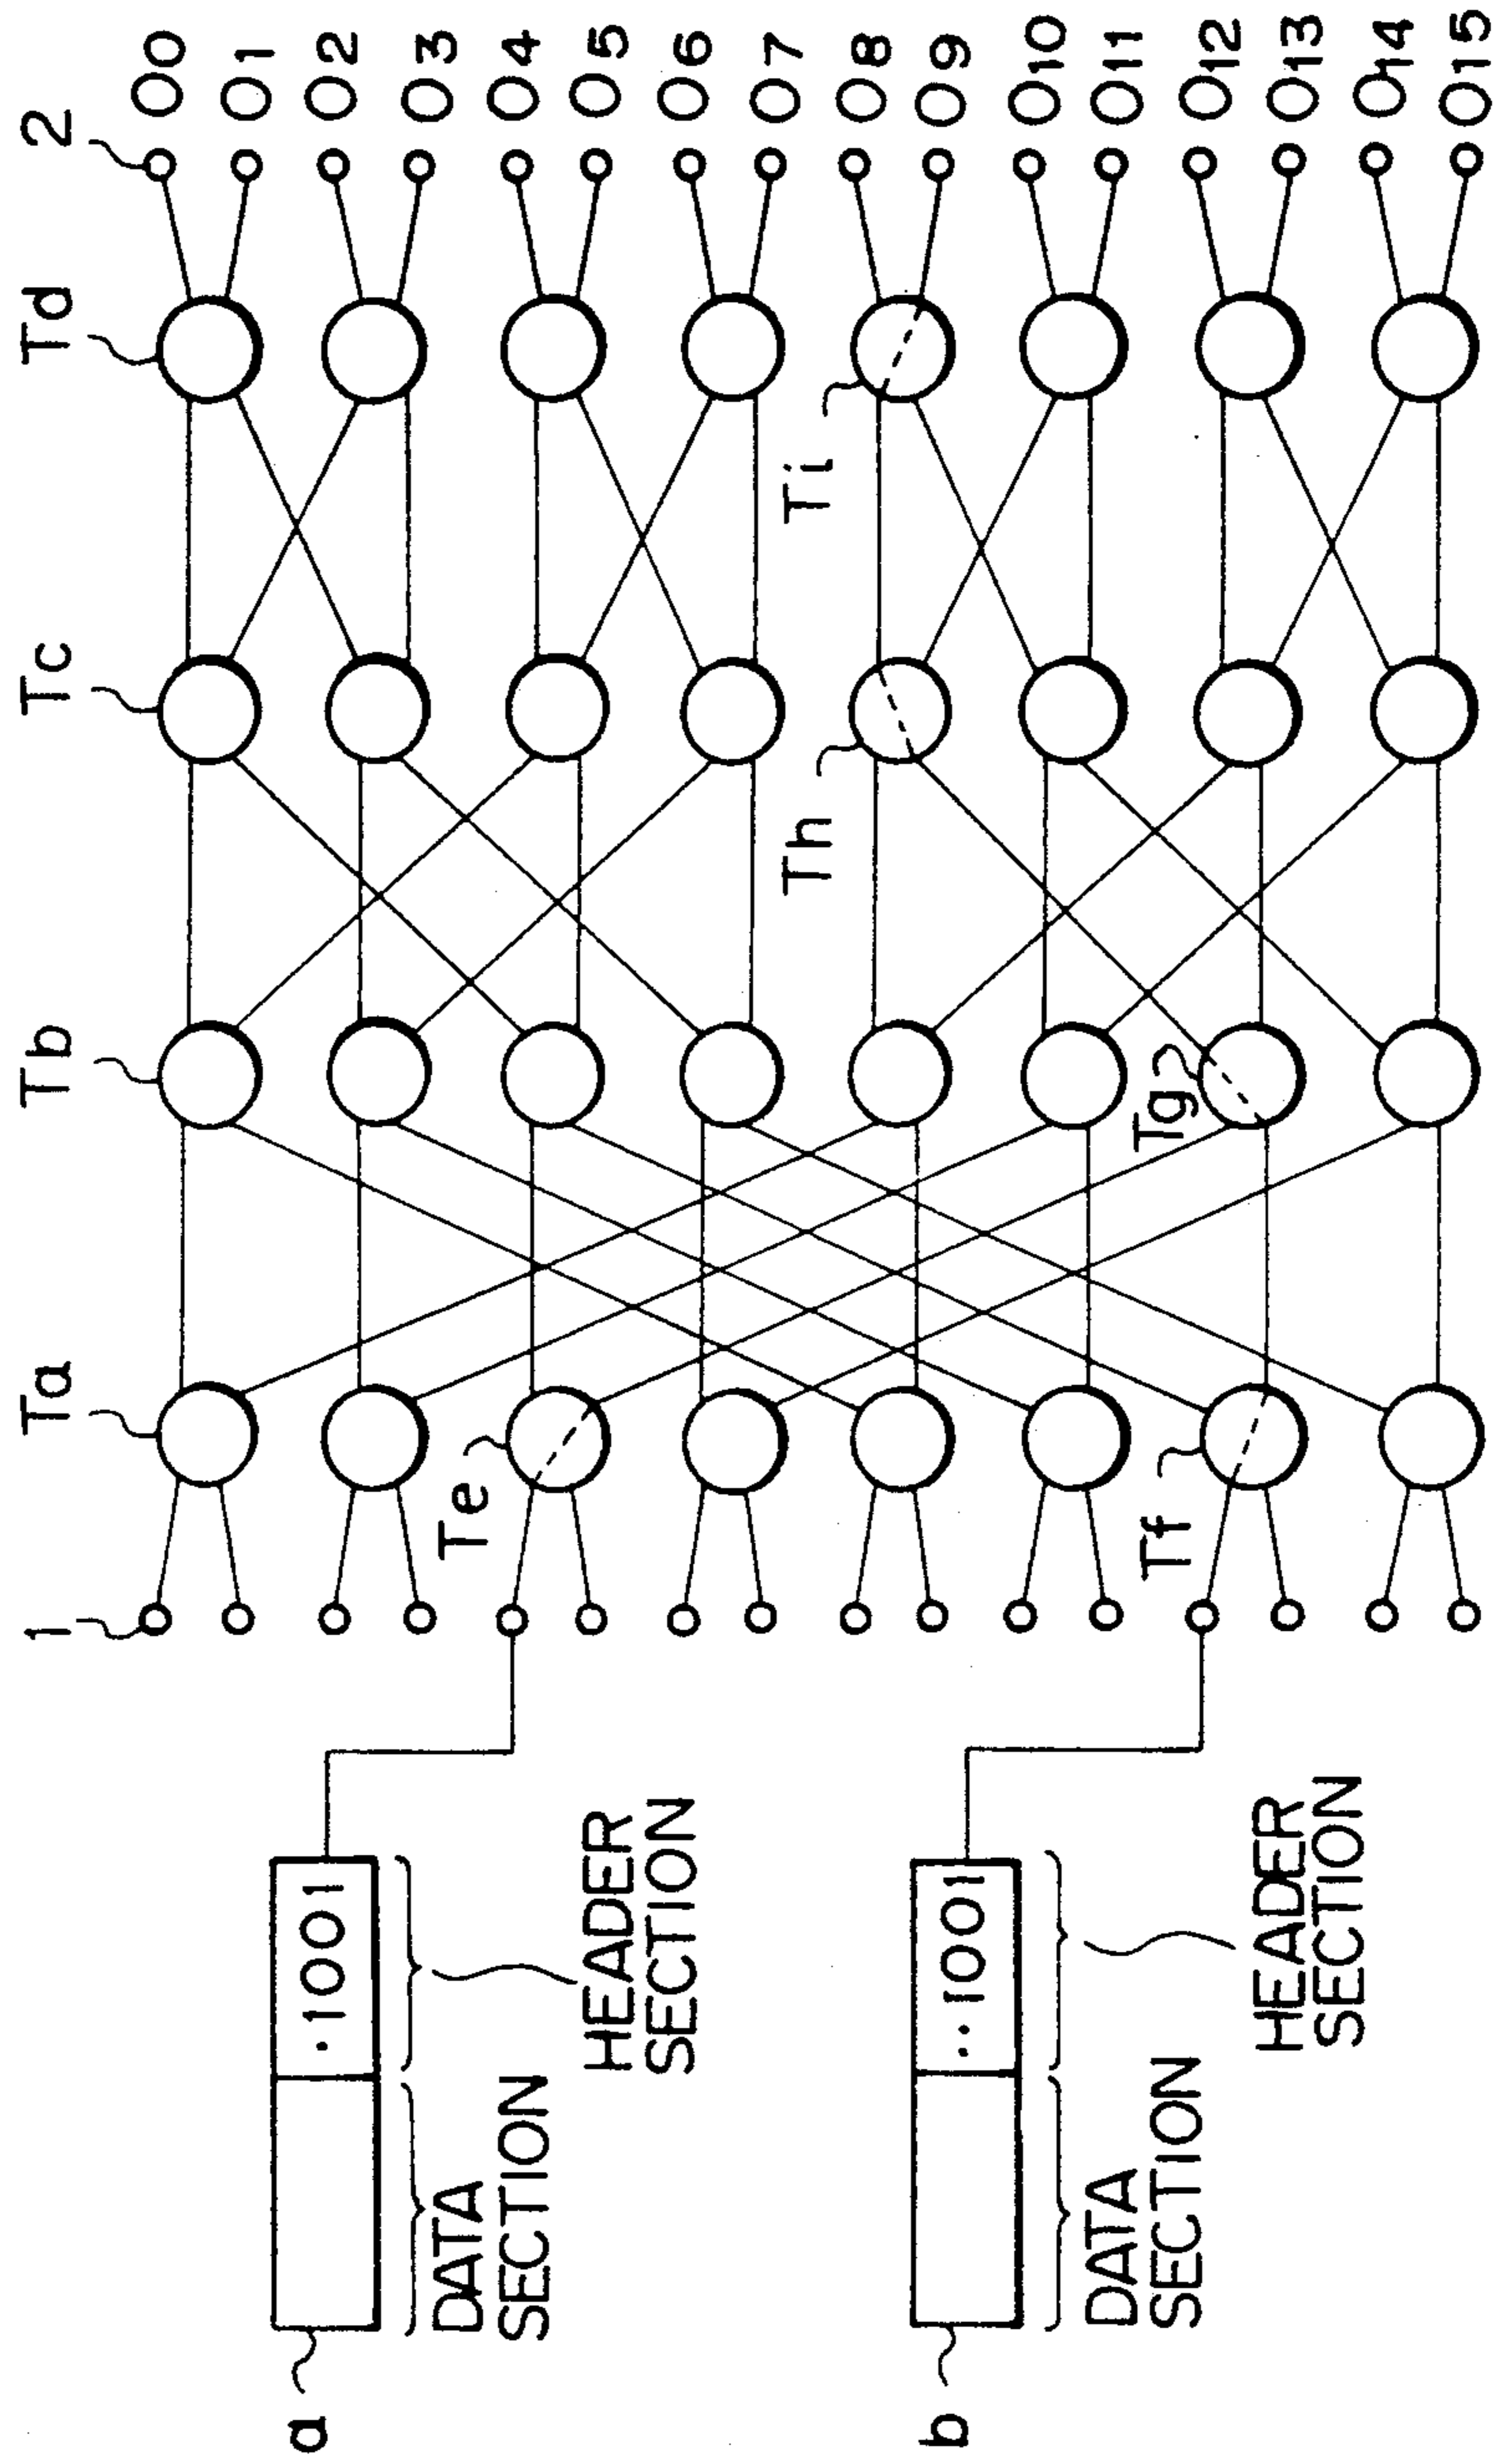 1
Ta
Tb
Tc
Td
2
O0
O1
O2
O3
O4
O5
O6
O7
O8
O9
O10
O11
O12
O13
O14
O15
Te
Tf
Tg
Th
Ti
a
·1001
DATA
SECTION
HEADER
SECTION
b
··1001
DATA
SECTION
HEADER
SECTION